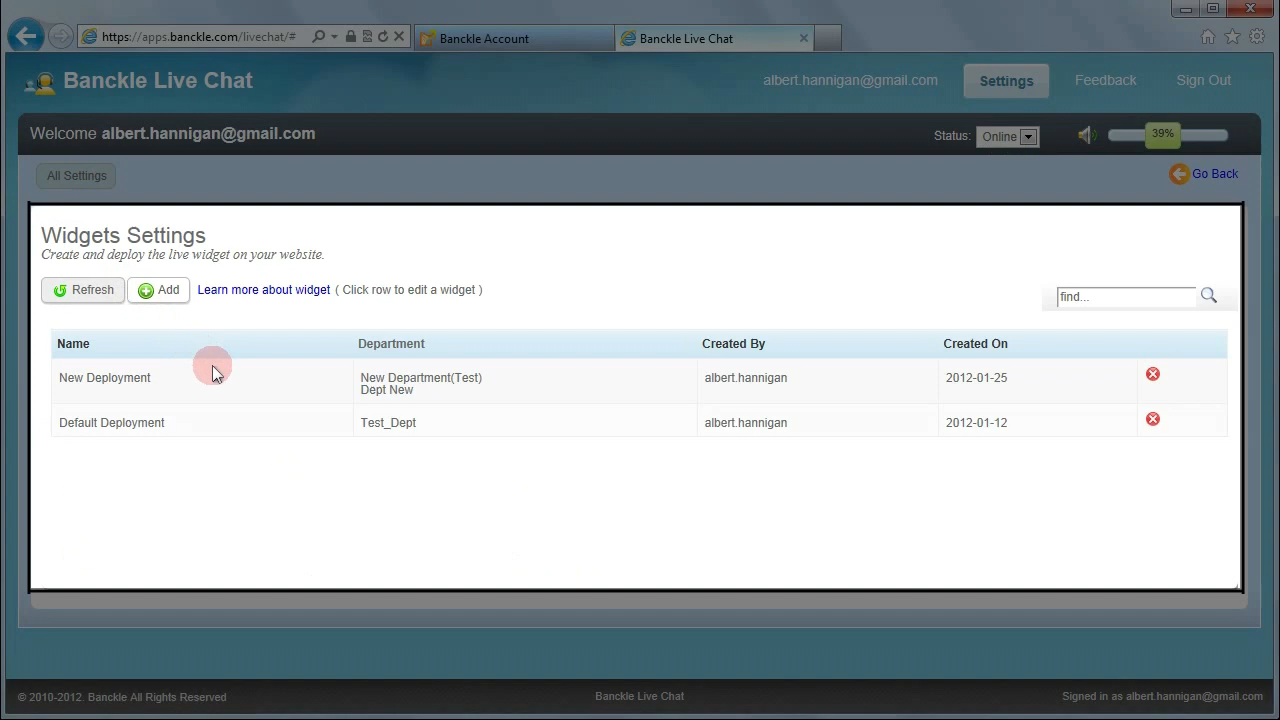 https://apps.banckle.com/livechat/#
Banckle Account
Banckle Live Chat
Banckle Live Chat
albert.hannigan@gmail.com
Settings
Feedback
Sign Out
Welcome albert.hannigan@gmail.com
Status: Online
39%
All Settings
Go Back
Widgets Settings
Create and deploy the live widget on your website.
Refresh
Add
Learn more about widget ( Click row to edit a widget )
find...
Name Department Created By Created On
New Deployment New Department(Test) albert.hannigan 2012-01-25
Dept New
Default Deployment Test_Dept albert.hannigan 2012-01-12
© 2010-2012. Banckle All Rights Reserved
Banckle Live Chat
Signed in as albert.hannigan@gmail.com